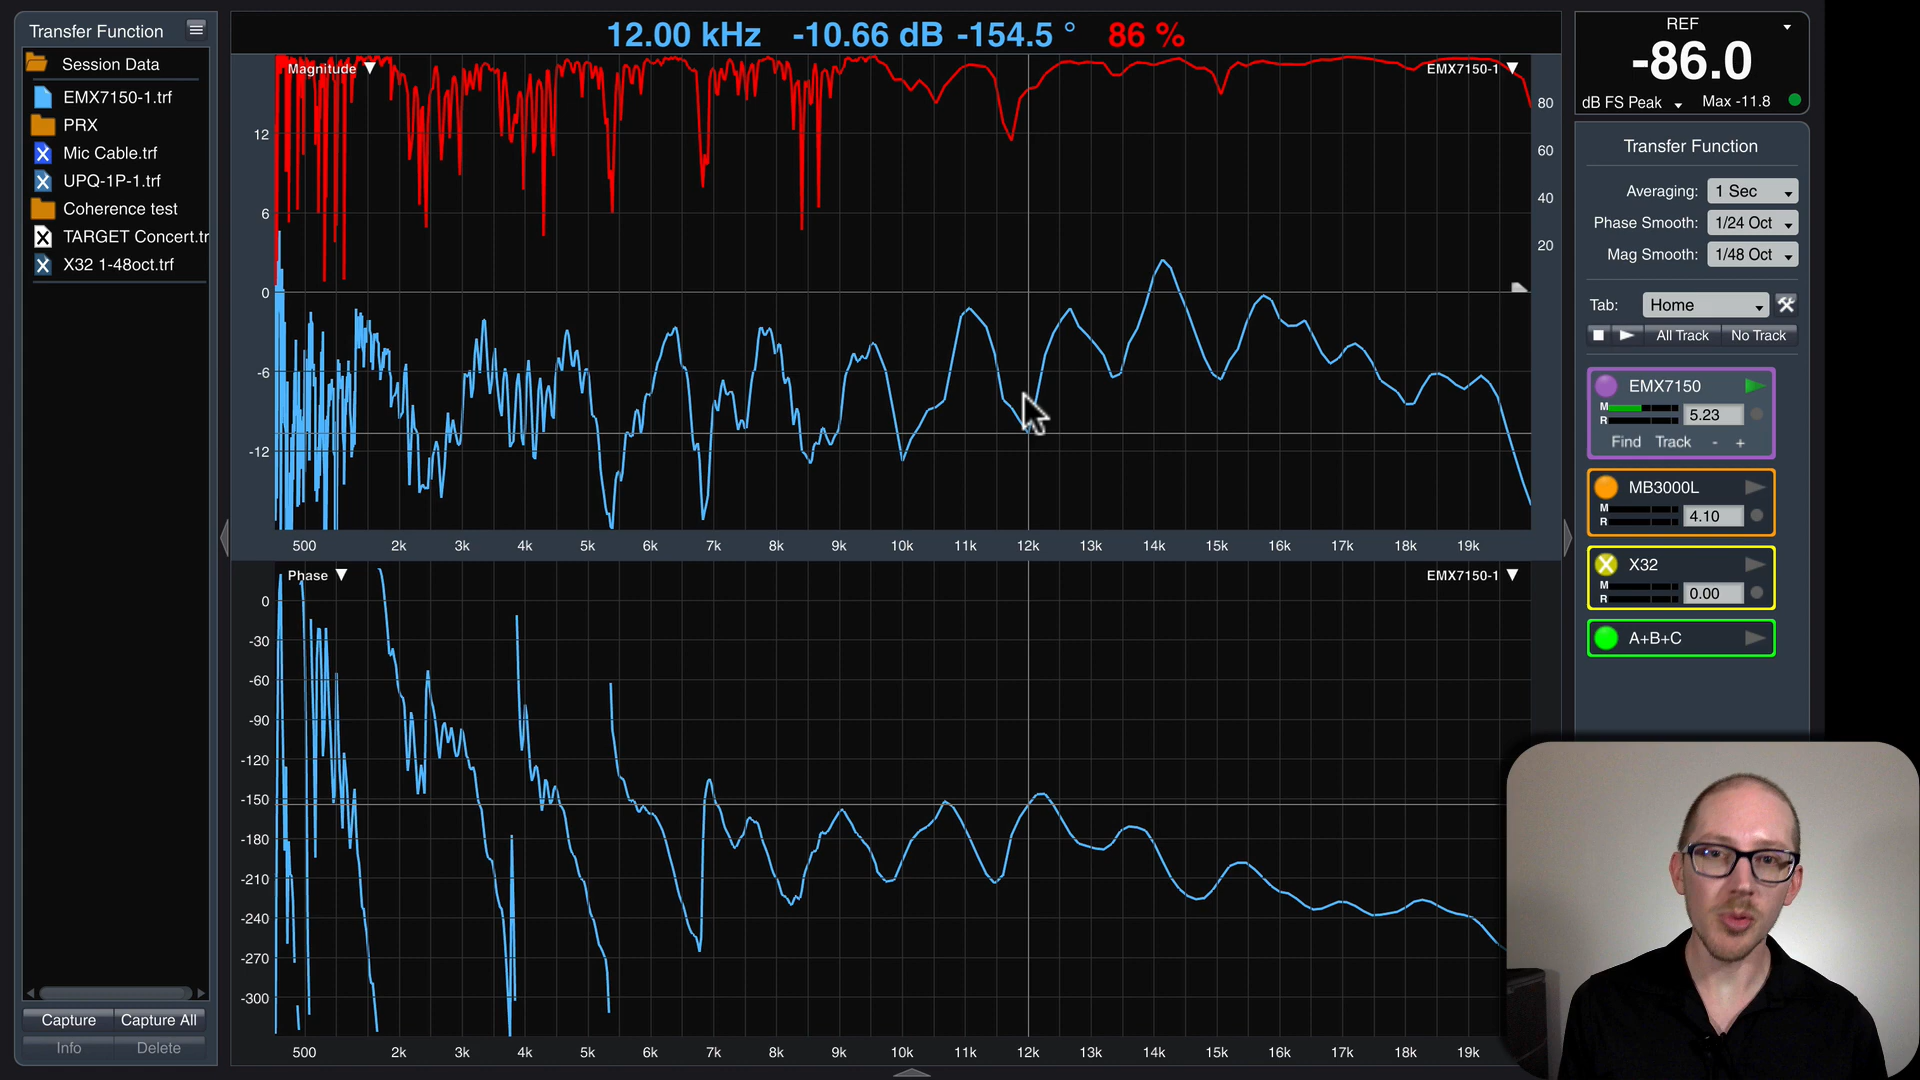 Transfer Function
Session Data
EMX7150-1.trf
PRX
Mic Cable.trf
UPQ-1P-1.trf
Coherence test
TARGET Concert.tr
X32 1-48oct.trf
Capture
Capture All
Info
Delete
12.00 kHz -10.66 dB -154.5 ° 86 %
Magnitude
EMX7150-1
12
6
0
-6
-12
80
60
40
20
500 2k 3k 4k 5k 6k 7k 8k 9k 10k 11k 12k 13k 14k 15k 16k 17k 18k 19k
Phase
EMX7150-1
0
-30
-60
-90
-120
-150
-180
-210
-240
-270
-300
500 2k 3k 4k 5k 6k 7k 8k 9k 10k 11k 12k 13k 14k 15k 16k 17k 18k 19k
REF
-86.0
dB FS Peak Max -11.8
Transfer Function
Averaging: 1 Sec
Phase Smooth: 1/24 Oct
Mag Smooth: 1/48 Oct
Tab: Home
All Track No Track
EMX7150
M
R
5.23
Find Track - +
MB3000L
M
R
4.10
X32
M
R
0.00
A+B+C